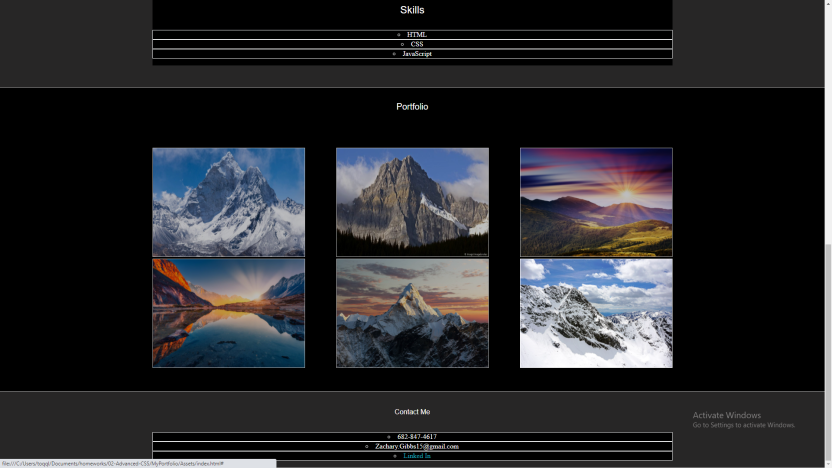 Skills
HTML
CSS
JavaScript
Portfolio
Contact Me
682-847-4617
Zachary.Gibbs15@gmail.com
Linked In
Activate Windows
Go to Settings to activate Windows.
file:///C:/Users/toqql/Documents/homeworks/02-Advanced-CSS/MyPortfolio/Assets/index.html#